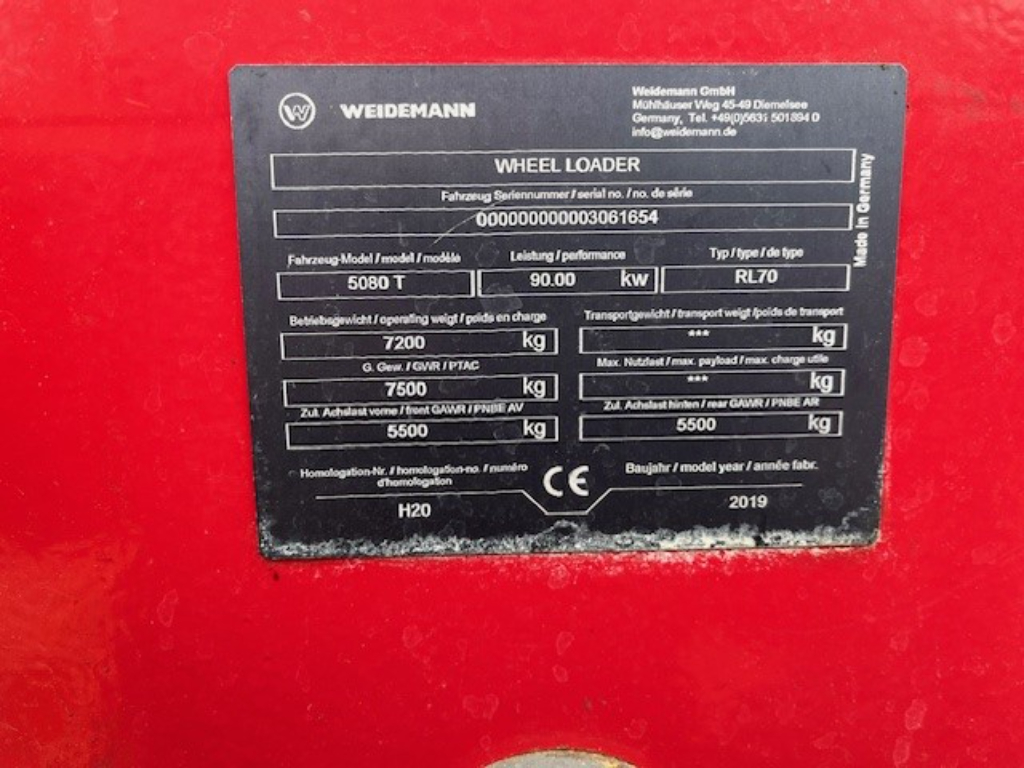 W WEIDEMANN
Weidemann GmbH
Mühlhäuser Weg 45-49 Diemelsee
Germany, Tel. +49(0)5631 501894 0
info@weidemann.de
WHEEL LOADER
Made in Germany
Fahrzeug Seriennummer / serial no. / no. de série
000000000003061654
Fahrzeug-Model / model / modèle Leistung / performance Typ / type / de type
5080 T 90.00 kw RL70
Betriebsgewicht / operating weigt / poids en charge Transportgewicht / transport weigt /poids de transport
7200 kg *** kg
G. Gew. / GWR / PTAC Max. Nutzlast / max. payload / max. charge utile
7500 kg *** kg
Zul. Achslast vorne / front GAWR / PNBE AV Zul. Achslast hinten / rear GAWR / PNBE AR
5500 kg 5500 kg
Homologation-Nr. / homologation-no. / numéro
d'homologation
CE
Baujahr / model year / année fabr.
H20 2019